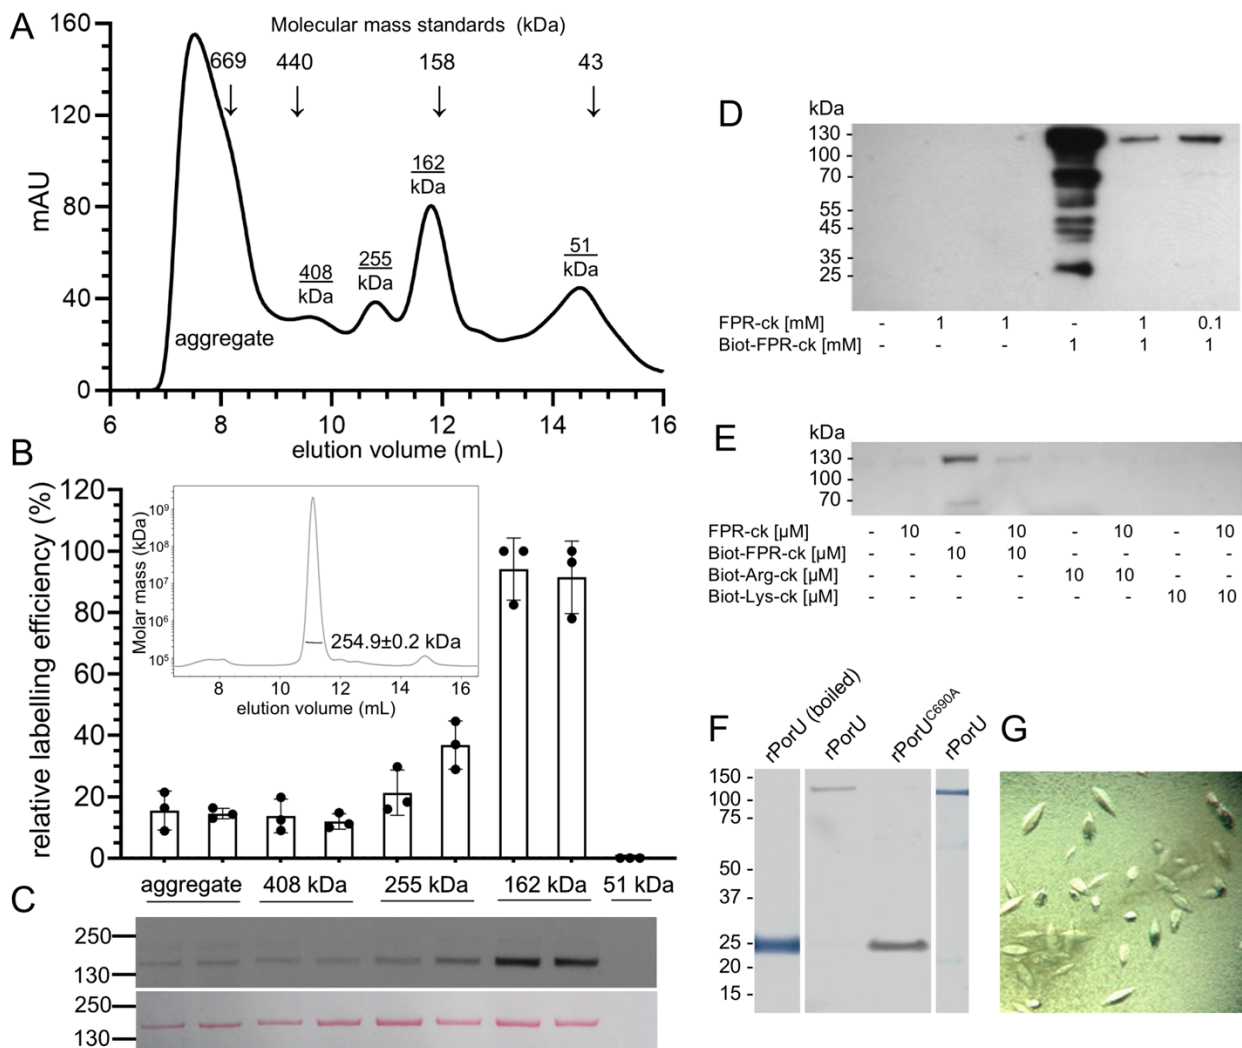 A
Molecular mass standards (kDa)
669 440 158 43
↓ ↓ ↓ ↓
160
120
80
40
0
mAU
162
kDa
408
kDa
255
kDa
51
kDa
aggregate
6 8 10 12 14 16
elution volume (mL)
B
relative labelling efficiency (%)
120
100
80
60
40
20
0
Molar mass (kDa)
10⁹
10⁸
10⁷
10⁶
10⁵
254.9±0.2 kDa
8 10 12 14 16
elution volume (mL)
aggregate 408 kDa 255 kDa 162 kDa 51 kDa
C
250
130
250
130
D
kDa
130 -
100 -
70 -
55 -
45 -
35 -
25 -
FPR-ck [mM] - 1 1 - 1 0.1
Biot-FPR-ck [mM] - - - 1 1 1
E
kDa
130 -
100 -
70 -
FPR-ck [µM] - 10 - 10 - 10 - 10
Biot-FPR-ck [µM] - - 10 10 - - - -
Biot-Arg-ck [µM] - - - - 10 10 - -
Biot-Lys-ck [µM] - - - - - - 10 10
F
rPorU (boiled)
rPorU
rPorU^C690A
rPorU
150 -
100 -
75 -
50 -
37 -
25 -
20 -
15 -
G